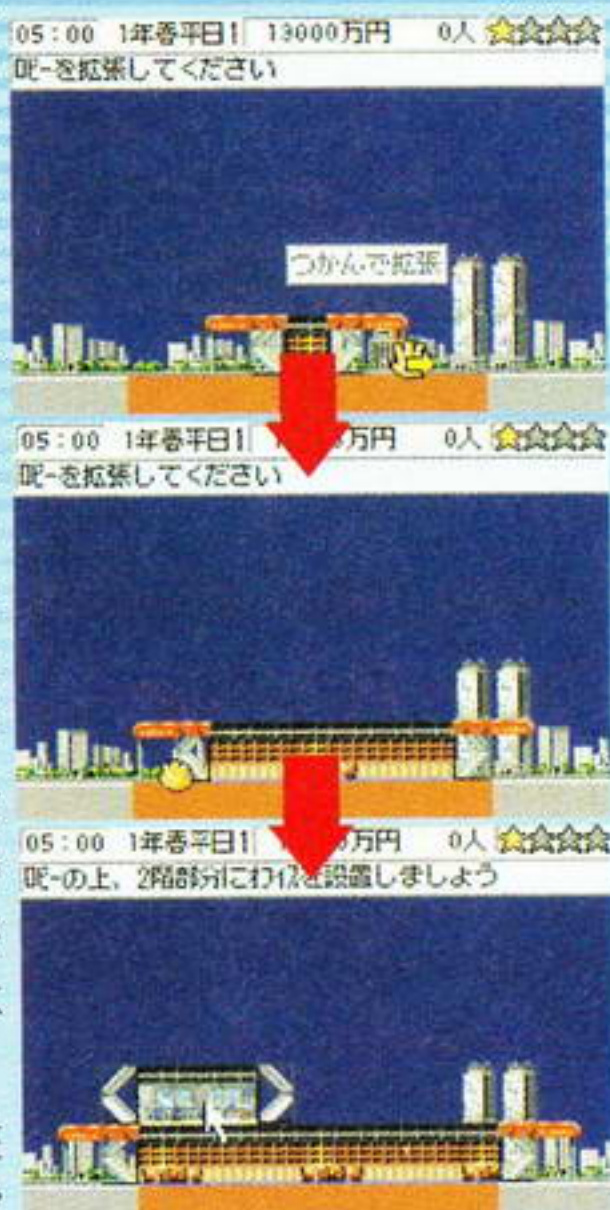 05:00 1年春平日1 13000万円 0人
ロビーを拡張してください
つかんで拡張
05:00 1年春平日1 万円 0人
ロビーを拡張してください
05:00 1年春平日1 万円 0人
ロビーの上、2階部分にオフィスを設置しましょう